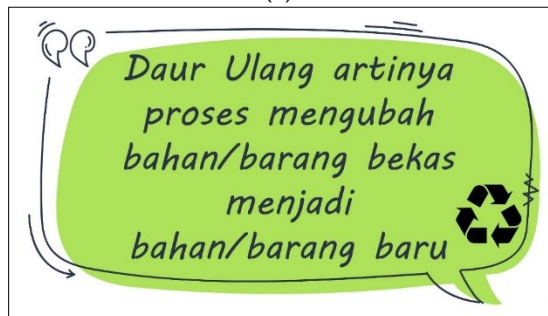 Daur Ulang artinya
proses mengubah
bahan/barang bekas
menjadi
bahan/barang baru